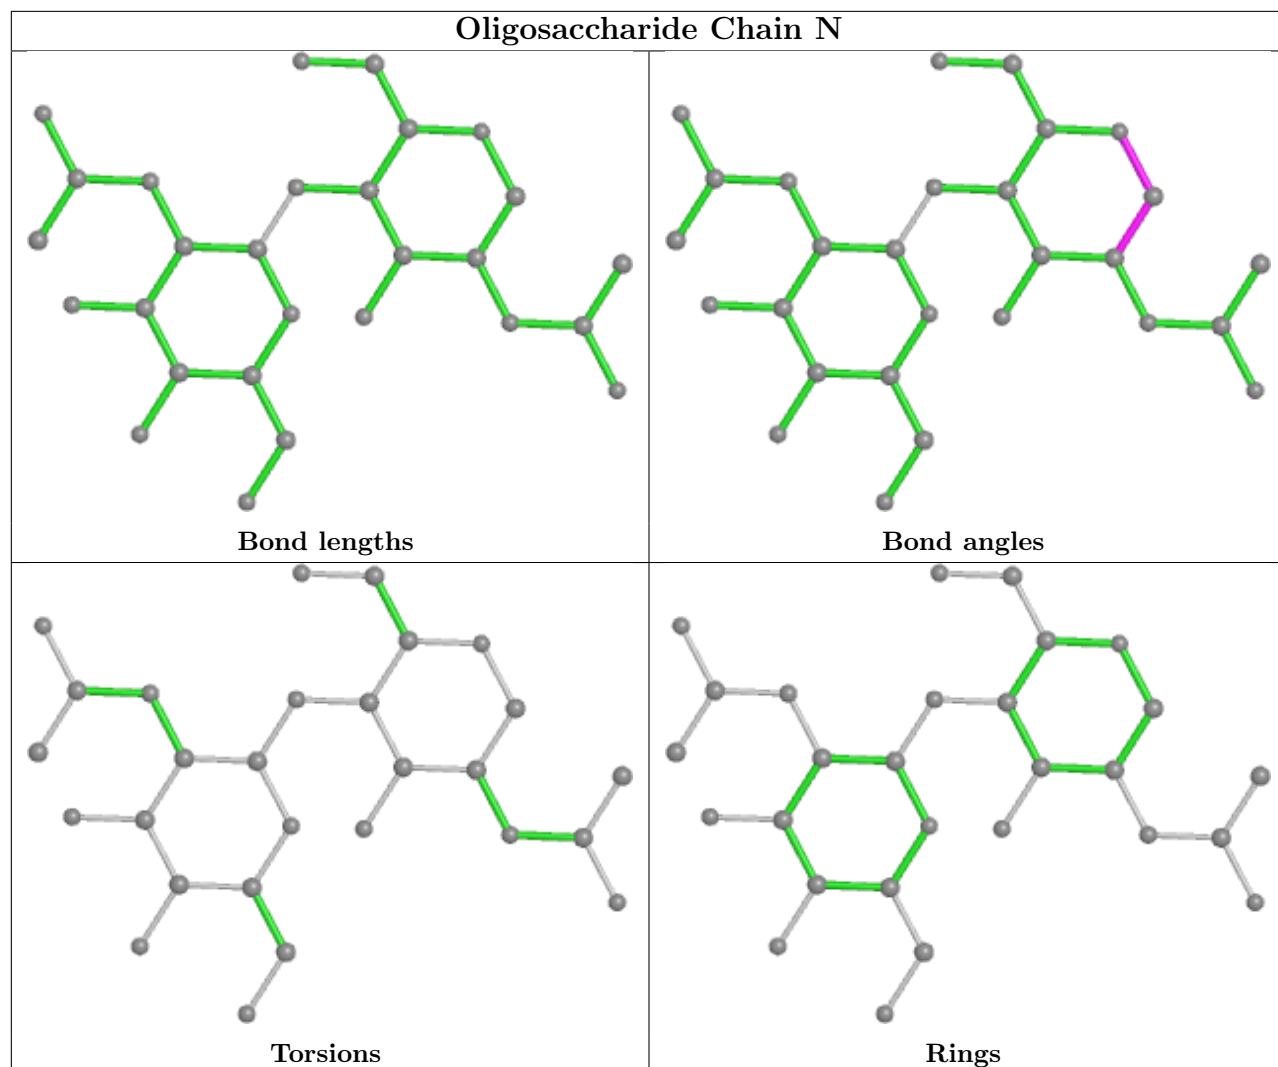 Oligosaccharide Chain N
Bond lengths
Bond angles
Torsions
Rings